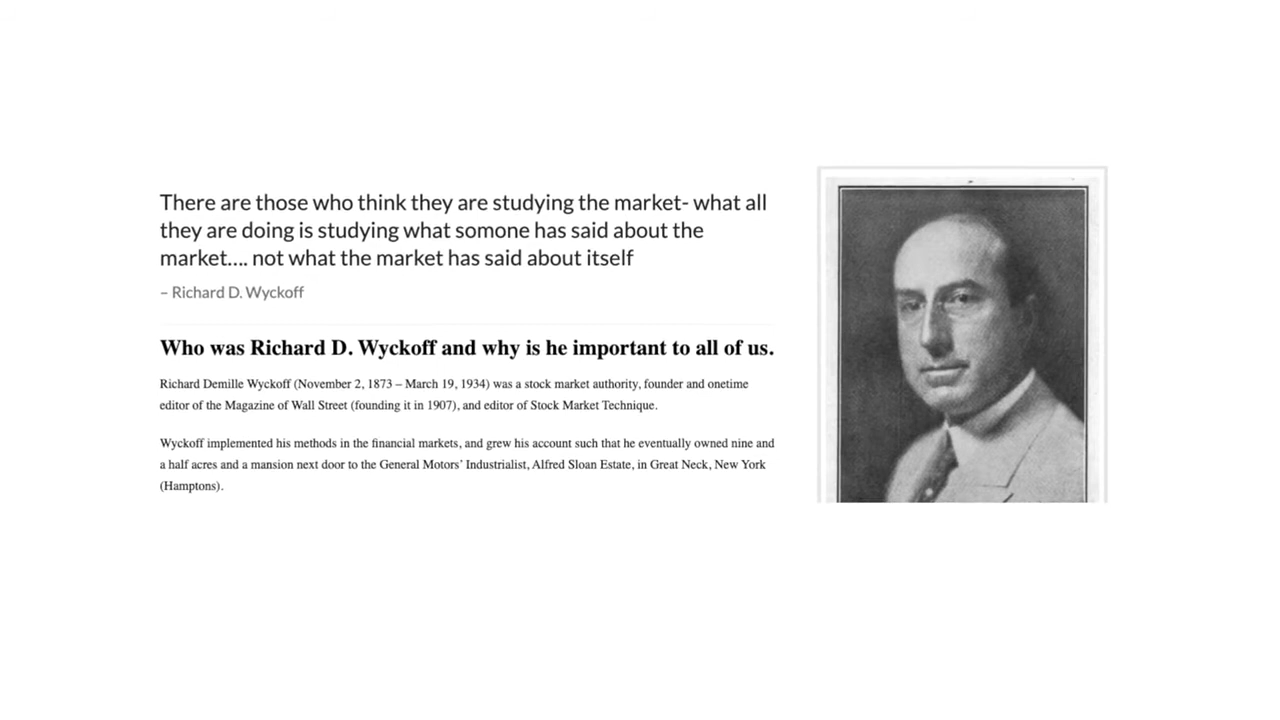 There are those who think they are studying the market- what all
they are doing is studying what somone has said about the
market.... not what the market has said about itself
– Richard D. Wyckoff
Who was Richard D. Wyckoff and why is he important to all of us.
Richard Demille Wyckoff (November 2, 1873 – March 19, 1934) was a stock market authority, founder and onetime
editor of the Magazine of Wall Street (founding it in 1907), and editor of Stock Market Technique.
Wyckoff implemented his methods in the financial markets, and grew his account such that he eventually owned nine and
a half acres and a mansion next door to the General Motors' Industrialist, Alfred Sloan Estate, in Great Neck, New York
(Hamptons).